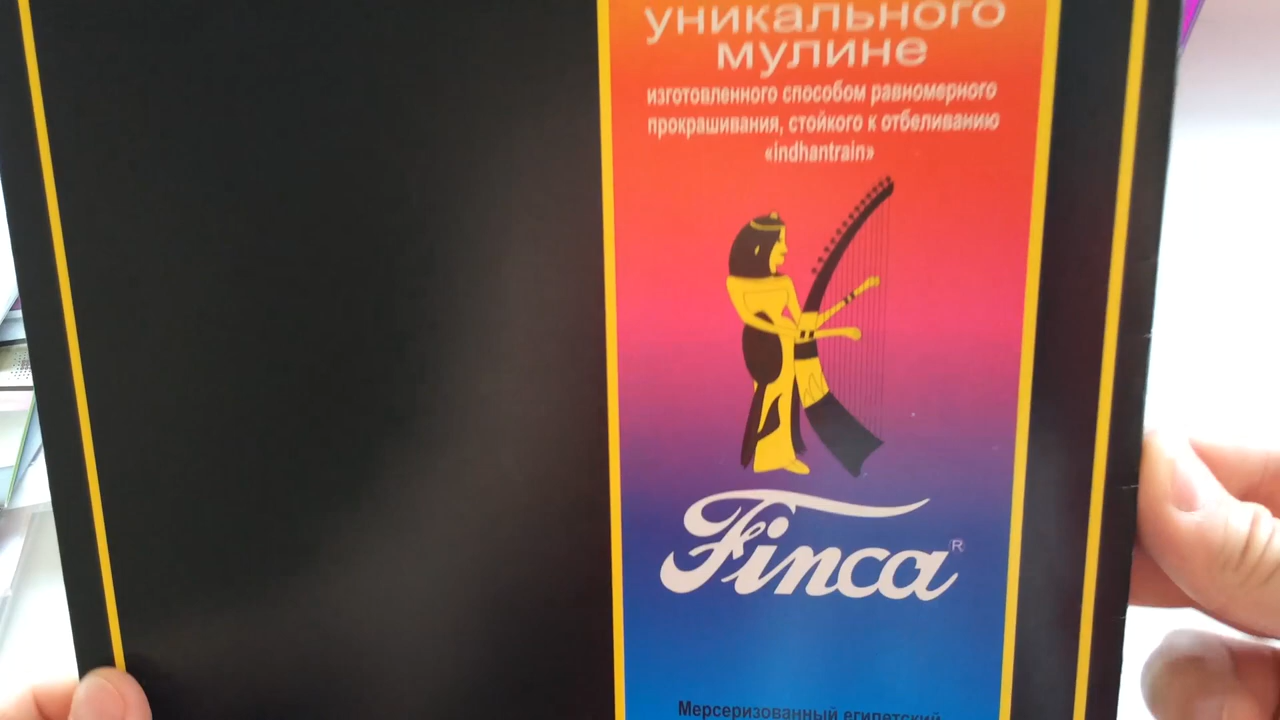 уникального
мулине
изготовленного способом равномерного
прокрашивания, стойкого к отбеливанию
«indhantrain»
Finca ®
Мерсеризованный египетский